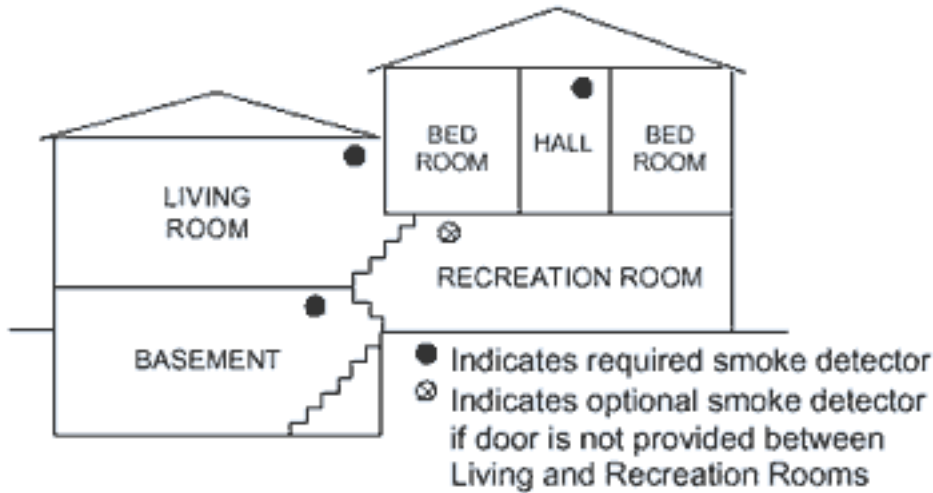 BED
ROOM
HALL
BED
ROOM
LIVING
ROOM
RECREATION ROOM
BASEMENT
Indicates required smoke detector
Indicates optional smoke detector
if door is not provided between
Living and Recreation Rooms